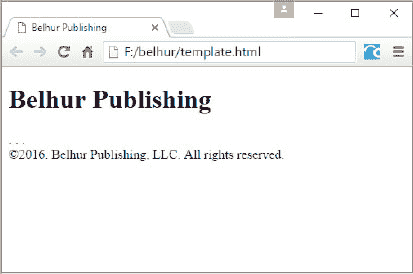 Belhur Publishing
F:/belhur/template.html
Belhur Publishing
. . .
©2016. Belhur Publishing, LLC. All rights reserved.